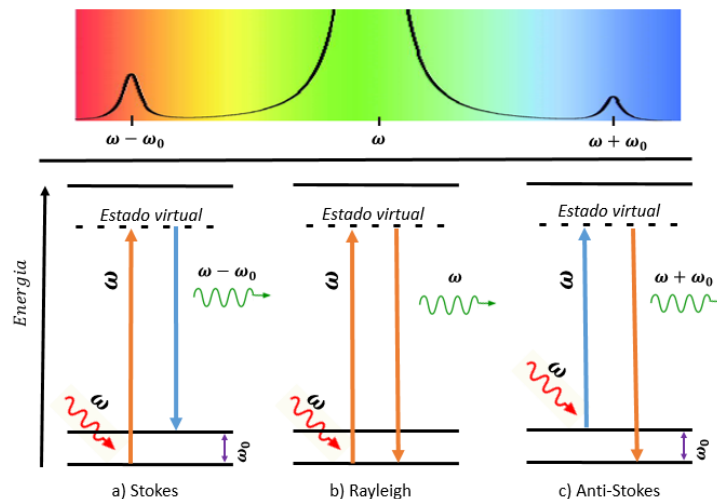 ω − ω₀
ω
ω + ω₀
Energia
Estado virtual
ω
ω − ω₀
ω
ω₀
a) Stokes
Estado virtual
ω
ω
ω
b) Rayleigh
Estado virtual
ω
ω + ω₀
ω
ω₀
c) Anti-Stokes